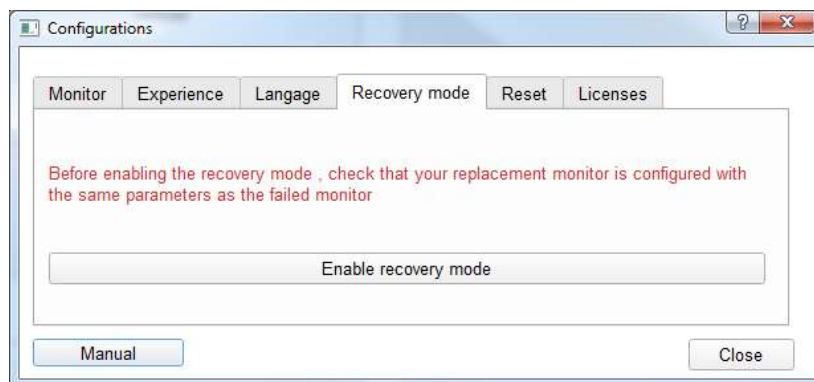 Configurations
Monitor Experience Langage Recovery mode Reset Licenses
Before enabling the recovery mode , check that your replacement monitor is configured with
the same parameters as the failed monitor
Enable recovery mode
Manual Close